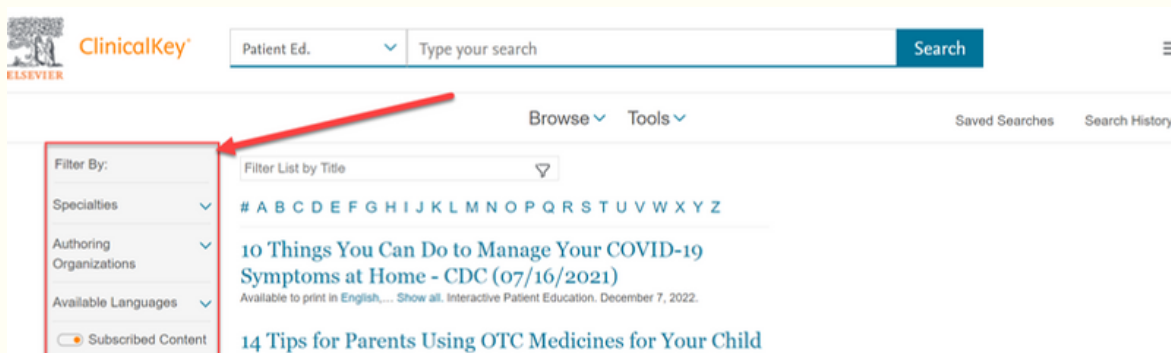 ELSEVIER
ClinicalKey®
Patient Ed.
Type your search
Search
Browse
Tools
Saved Searches
Search History
Filter By:
Specialties
Authoring
Organizations
Available Languages
Subscribed Content
Filter List by Title
# A B C D E F G H I J K L M N O P Q R S T U V W X Y Z
10 Things You Can Do to Manage Your COVID-19
Symptoms at Home - CDC (07/16/2021)
Available to print in English,... Show all. Interactive Patient Education. December 7, 2022.
14 Tips for Parents Using OTC Medicines for Your Child